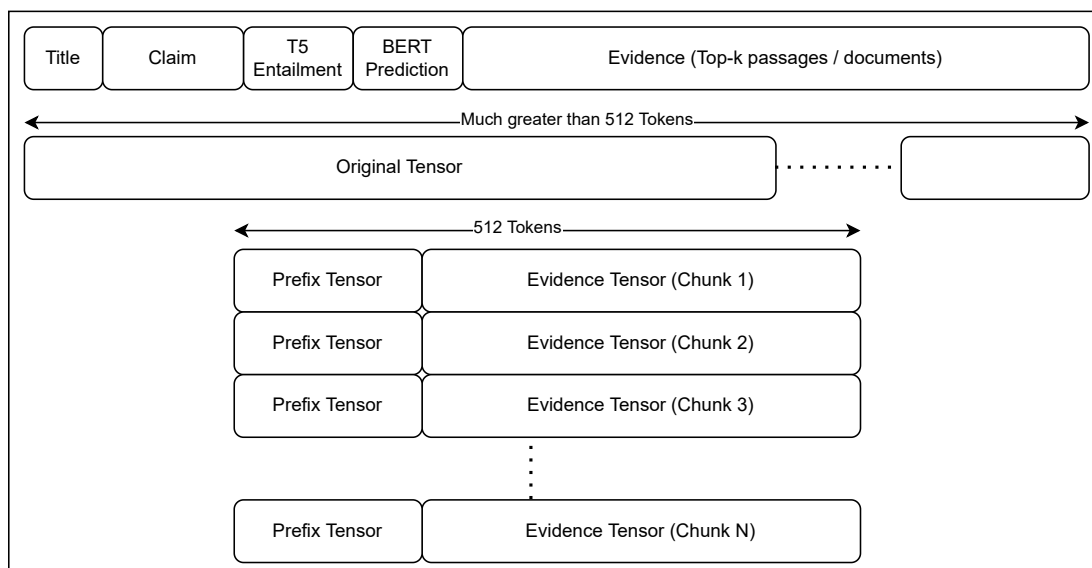 Title
Claim
T5
Entailment
BERT
Prediction
Evidence (Top-k passages / documents)
Much greater than 512 Tokens
Original Tensor
512 Tokens
Prefix Tensor
Evidence Tensor (Chunk 1)
Prefix Tensor
Evidence Tensor (Chunk 2)
Prefix Tensor
Evidence Tensor (Chunk 3)
Prefix Tensor
Evidence Tensor (Chunk N)